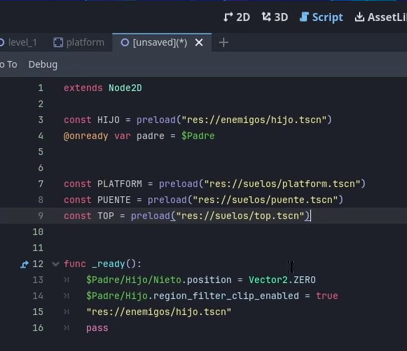 2D 3D Script AssetLi
level_1 platform [unsaved](*)
o To Debug
1 extends Node2D
2
3 const HIJO = preload("res://enemigos/hijo.tscn")
4 @onready var padre = $Padre
5
6
7 const PLATFORM = preload("res://suelos/platform.tscn")
8 const PUENTE = preload("res://suelos/puente.tscn")
9 const TOP = preload("res://suelos/top.tscn")
10
11
12 func _ready():
13 $Padre/Hijo/Nieto.position = Vector2.ZERO
14 $Padre/Hijo.region_filter_clip_enabled = true
15 "res://enemigos/hijo.tscn"
16 pass